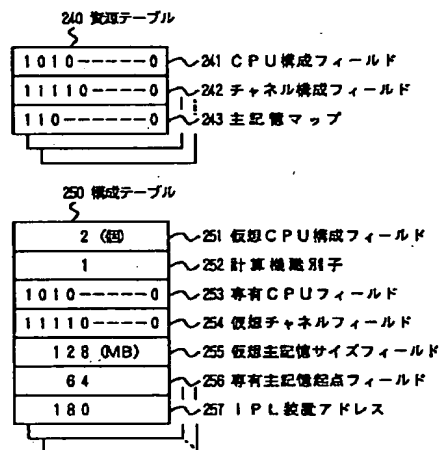 240 資源テーブル
1010-----0 241 CPU構成フィールド
11110----0 242 チャネル構成フィールド
110------0 243 主記憶マップ
250 構成テーブル
2 (個) 251 仮想CPU構成フィールド
1 252 計算機識別子
1010-----0 253 専有CPUフィールド
11110----0 254 仮想チャネルフィールド
128 (MB) 255 仮想主記憶サイズフィールド
64 256 専有主記憶起点フィールド
180 257 IPL装置アドレス